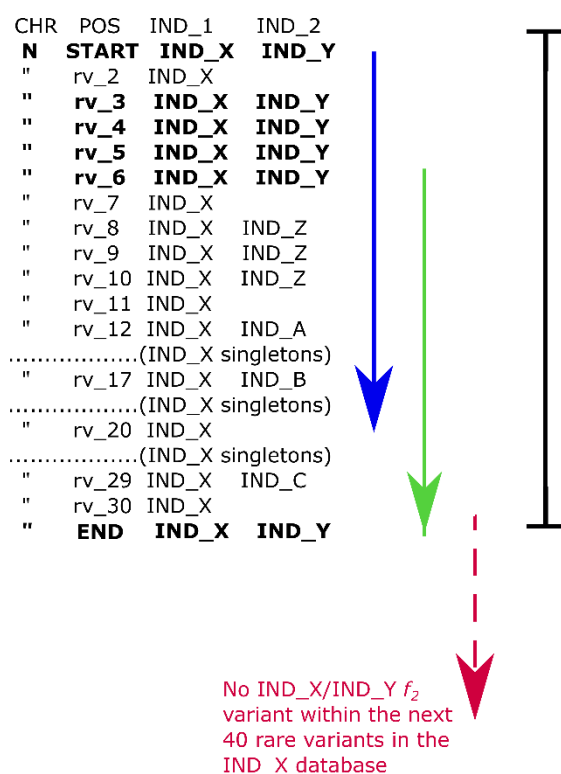 CHR POS IND_1 IND_2
N START IND_X IND_Y
" rv_2 IND_X
" rv_3 IND_X IND_Y
" rv_4 IND_X IND_Y
" rv_5 IND_X IND_Y
" rv_6 IND_X IND_Y
" rv_7 IND_X
" rv_8 IND_X IND_Z
" rv_9 IND_X IND_Z
" rv_10 IND_X IND_Z
" rv_11 IND_X
" rv_12 IND_X IND_A
..................(IND_X singletons)
" rv_17 IND_X IND_B
..................(IND_X singletons)
" rv_20 IND_X
..................(IND_X singletons)
" rv_29 IND_X IND_C
" rv_30 IND_X
" END IND_X IND_Y
No IND_X/IND_Y f2
variant within the next
40 rare variants in the
IND_X database